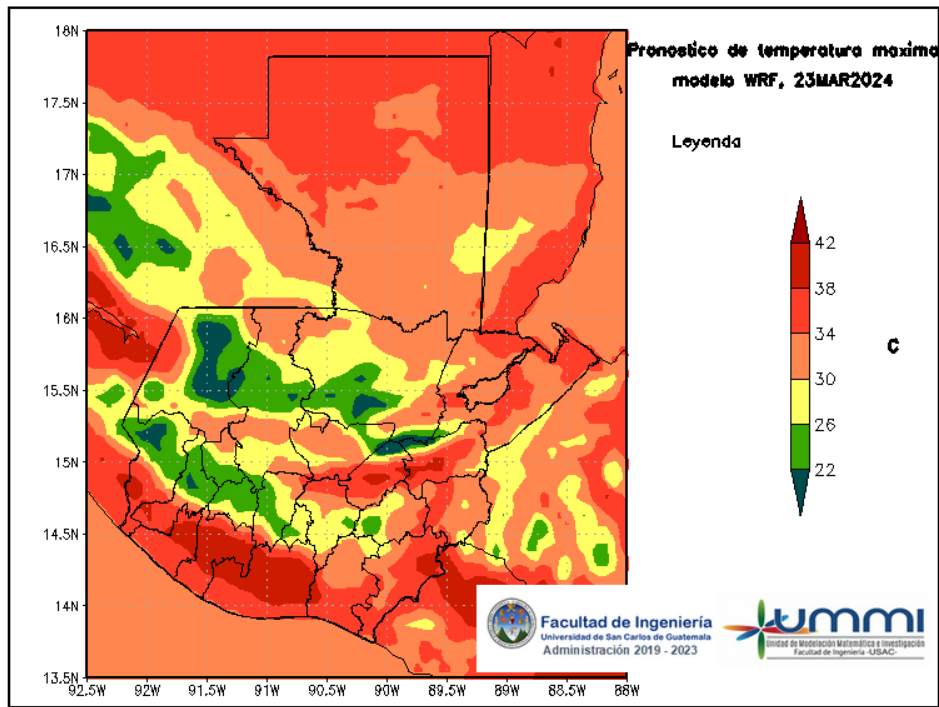 Pronostico de temperatura maxima
modelo WRF, 23MAR2024
Leyenda
18N
17.5N
17N
16.5N
16N
15.5N
15N
14.5N
14N
13.5N
92.5W
92W
91.5W
91W
90.5W
90W
89.5W
89W
88.5W
88W
42
38
34
30
26
22
C
Facultad de Ingeniería
Universidad de San Carlos de Guatemala
Administración 2019 - 2023
UMMI
Unidad de Modelación Matemática e Investigación
Facultad de Ingeniería -USAC-